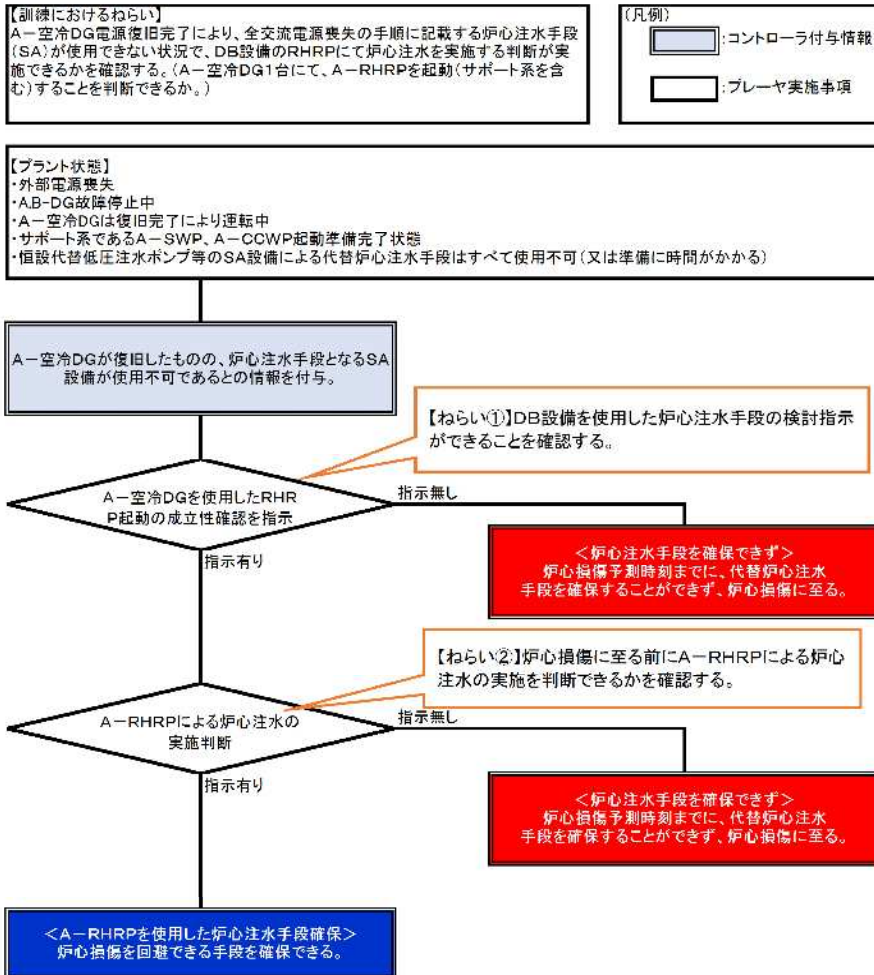 【訓練におけるねらい】
A-空冷DG電源復旧完了により、全交流電源喪失の手順に記載する炉心注水手段
(SA)が使用できない状況で、DB設備のRHRPにて炉心注水を実施する判断が実
施できるかを確認する。(A-空冷DG1台にて、A-RHRPを起動(サポート系を含
む)することを判断できるか。)
(凡例)
:コントローラ付与情報
:プレーヤ実施事項
【プラント状態】
・外部電源喪失
・A,B-DG故障停止中
・A-空冷DGは復旧完了により運転中
・サポート系であるA-SWP、A-CCWP起動準備完了状態
・恒設代替低圧注水ポンプ等のSA設備による代替炉心注水手段はすべて使用不可(又は準備に時間がかかる)
A-空冷DGが復旧したものの、炉心注水手段となるSA
設備が使用不可であるとの情報を付与。
【ねらい①】DB設備を使用した炉心注水手段の検討指示
ができることを確認する。
A-空冷DGを使用したRHR
P起動の成立性確認を指示
指示無し
指示有り
<炉心注水手段を確保できず>
炉心損傷予測時刻までに、代替炉心注水
手段を確保することができず、炉心損傷に至る。
【ねらい②】炉心損傷に至る前にA-RHRPによる炉心
注水の実施を判断できるかを確認する。
A-RHRPによる炉心注水の
実施判断
指示無し
指示有り
<炉心注水手段を確保できず>
炉心損傷予測時刻までに、代替炉心注水
手段を確保することができず、炉心損傷に至る。
<A-RHRPを使用した炉心注水手段確保>
炉心損傷を回避できる手段を確保できる。